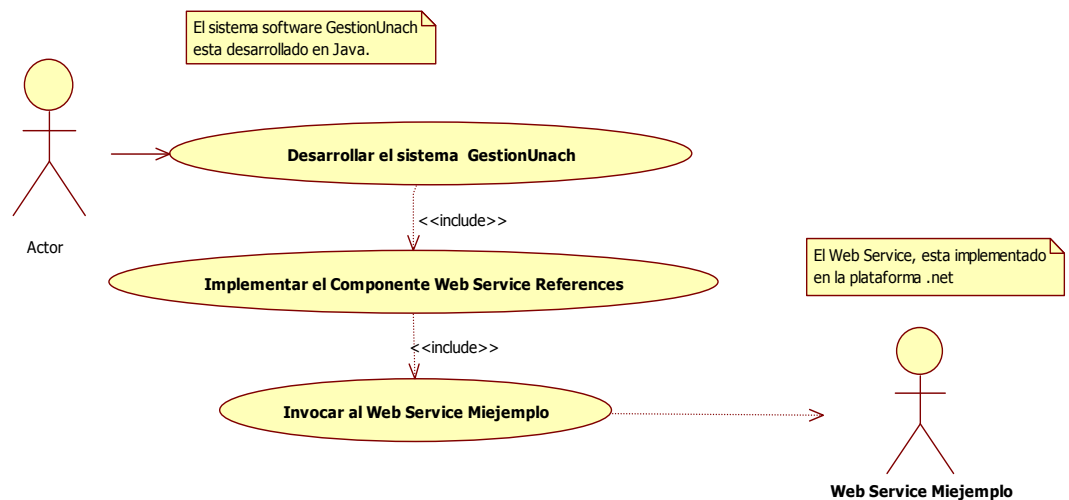 El sistema software GestionUnach
esta desarrollado en Java.
Desarrollar el sistema GestionUnach
<<include>>
Actor
El Web Service, esta implementado
en la plataforma .net
Implementar el Componente Web Service References
<<include>>
Invocar al Web Service Miejemplo
Web Service Miejemplo